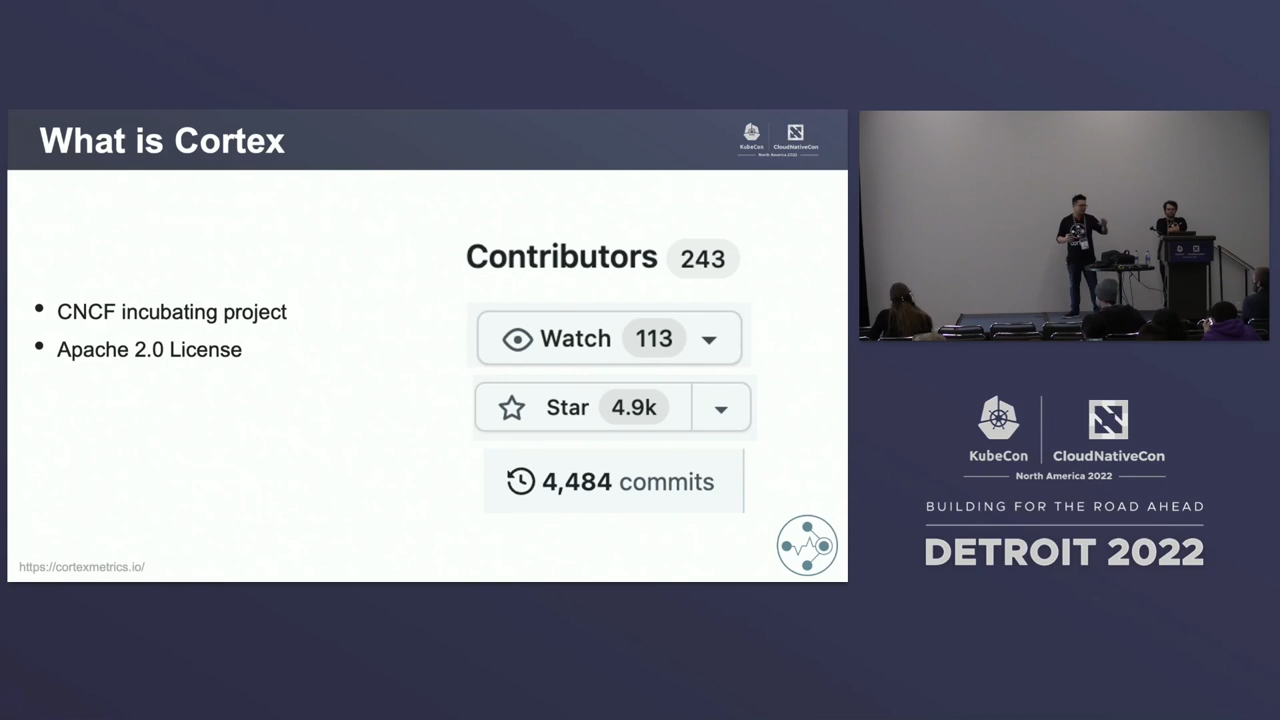 What is Cortex
KubeCon
CloudNativeCon
North America 2022
CNCF incubating project
Apache 2.0 License
Contributors 243
Watch 113
Star 4.9k
4,484 commits
https://cortexmetrics.io/
KubeCon
CloudNativeCon
North America 2022
BUILDING FOR THE ROAD AHEAD
DETROIT 2022